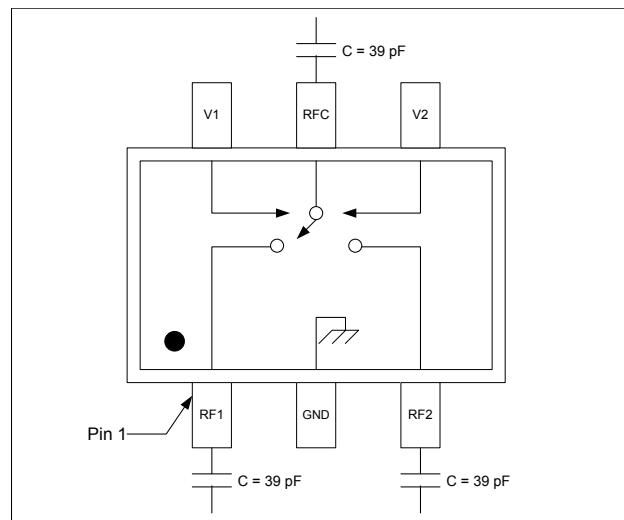 C = 39 pF
V1
RFC
V2
RF1
GND
RF2
Pin 1
C = 39 pF
C = 39 pF